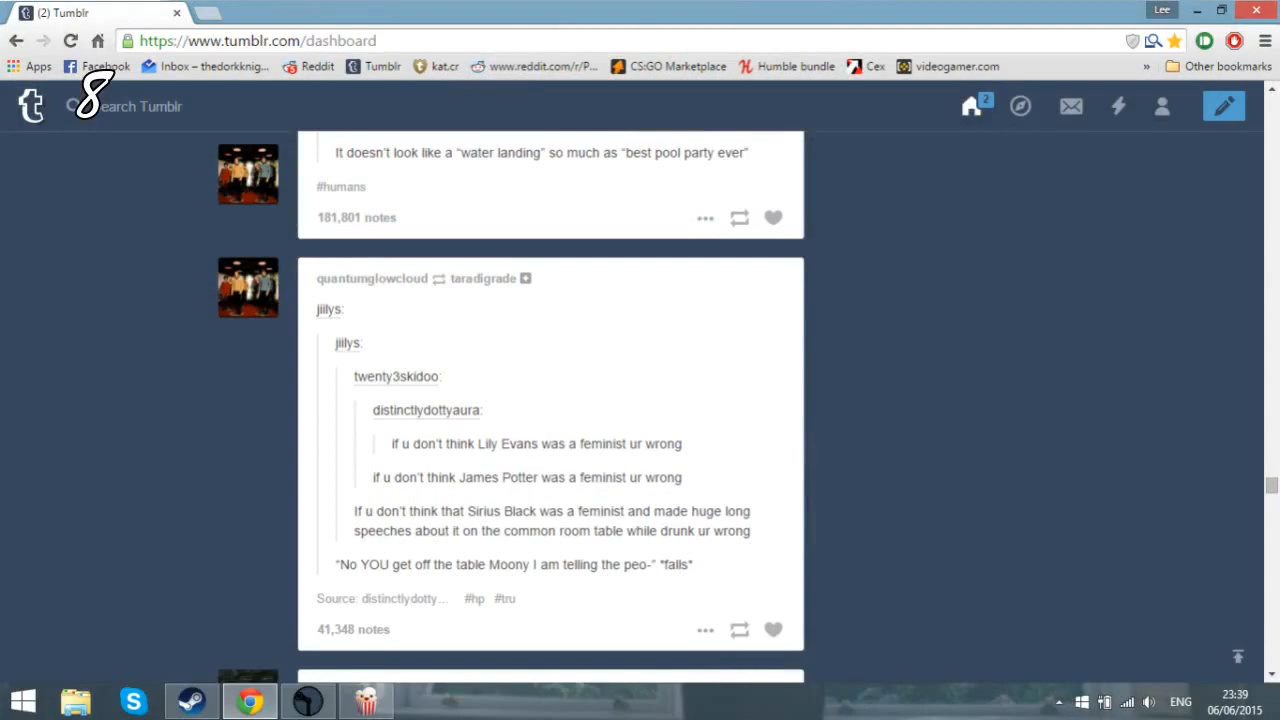 (2) Tumblr
Lee
https://www.tumblr.com/dashboard
Apps Facebook Inbox – thedorkknig... Reddit Tumblr kat.cr www.reddit.com/r/P... CS:GO Marketplace Humble bundle Cex videogamer.com » Other bookmarks
8
earch Tumblr
2
It doesn't look like a “water landing” so much as “best pool party ever”
#humans
181,801 notes
quantumglowcloud taradigrade
jiilys:
jiilys:
twenty3skidoo:
distinctlydottyaura:
if u don't think Lily Evans was a feminist ur wrong
if u don't think James Potter was a feminist ur wrong
If u don't think that Sirius Black was a feminist and made huge long
speeches about it on the common room table while drunk ur wrong
“No YOU get off the table Moony I am telling the peo-” *falls*
Source: distinctlydotty... #hp #tru
41,348 notes
ENG
23:39
06/06/2015